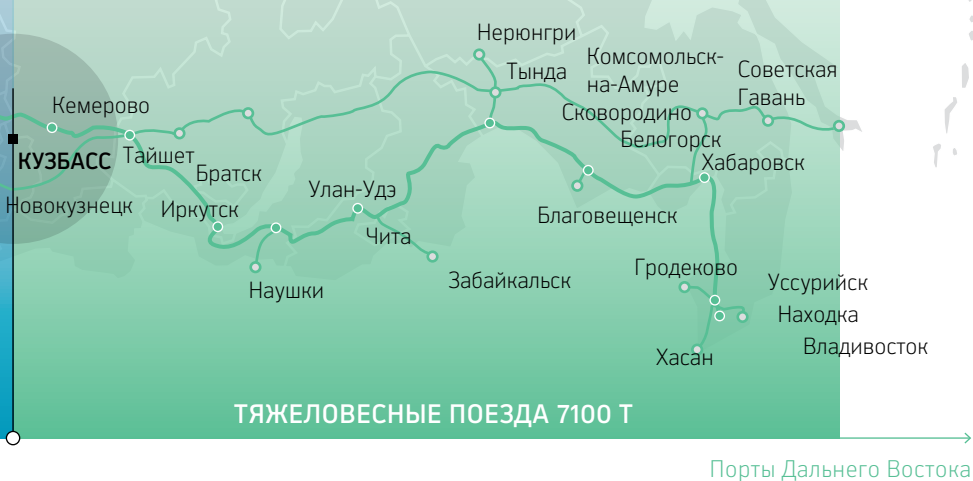 Нерюнгри
Комсомольск-
на-Амуре
Тында
Советская
Гавань
Кемерово
Сковородино
Белогорск
КУЗБАСС
Тайшет
Хабаровск
Братск
Улан-Удэ
Новокузнецк
Иркутск
Благовещенск
Чита
Гродеково
Забайкальск
Уссурийск
Наушки
Находка
Владивосток
Хасан
ТЯЖЕЛОВЕСНЫЕ ПОЕЗДА 7100 Т
Порты Дальнего Востока